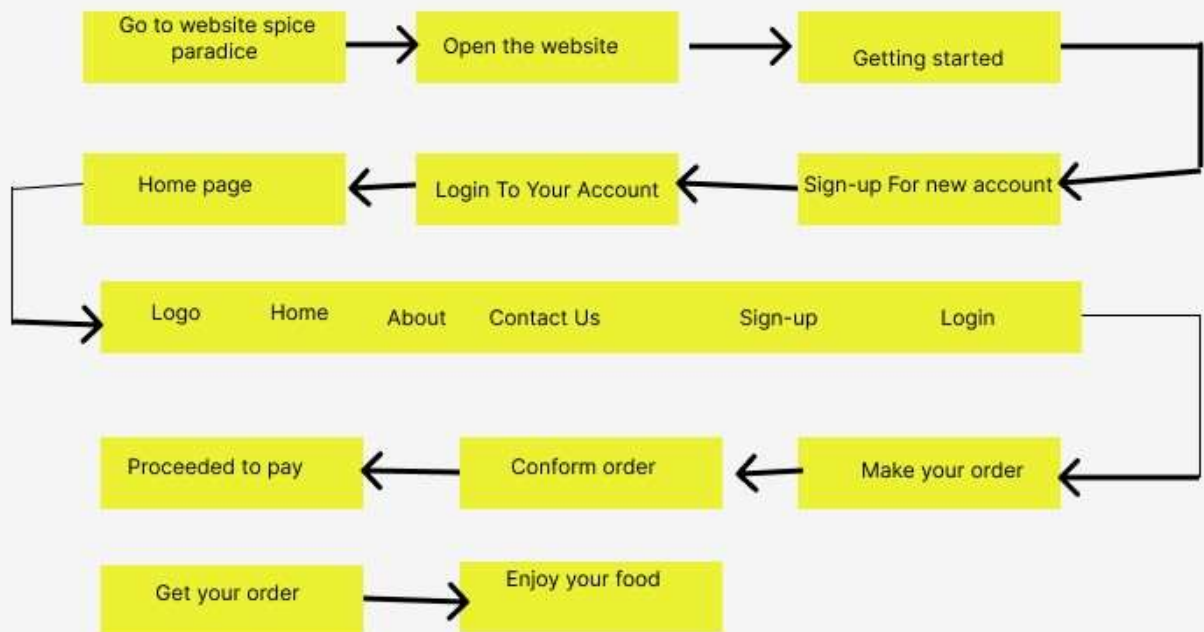 Go to website spice
paradice
Open the website
Getting started
Sign-up For new account
Login To Your Account
Home page
Logo
Home
About
Contact Us
Sign-up
Login
Make your order
Conform order
Proceeded to pay
Get your order
Enjoy your food